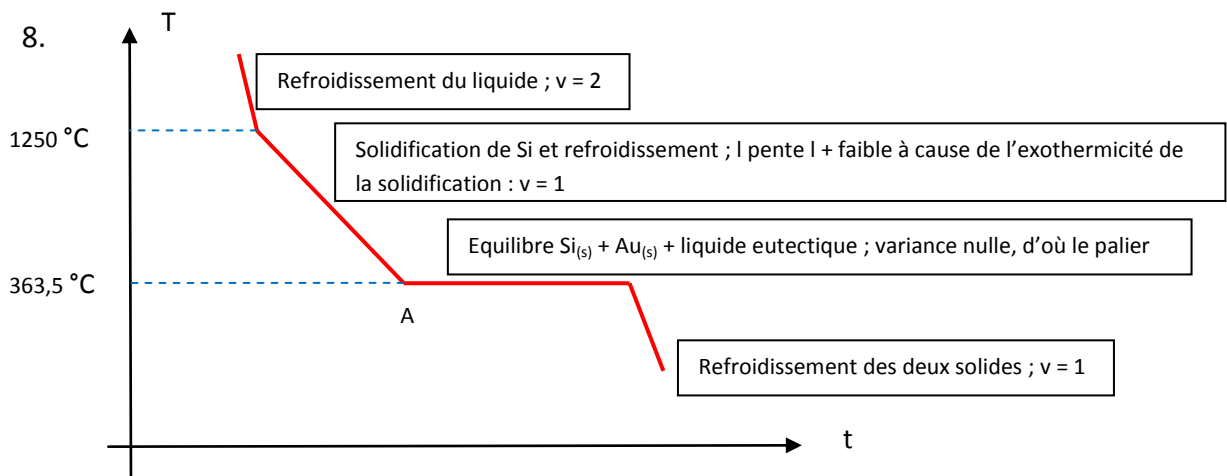 8.
T
Refroidissement du liquide ; v = 2
1250 °C
Solidification de Si et refroidissement ; l pente l + faible à cause de l'exothermicité de
la solidification : v = 1
Equilibre Si(s) + Au(s) + liquide eutectique ; variance nulle, d'où le palier
363,5 °C
A
Refroidissement des deux solides ; v = 1
t